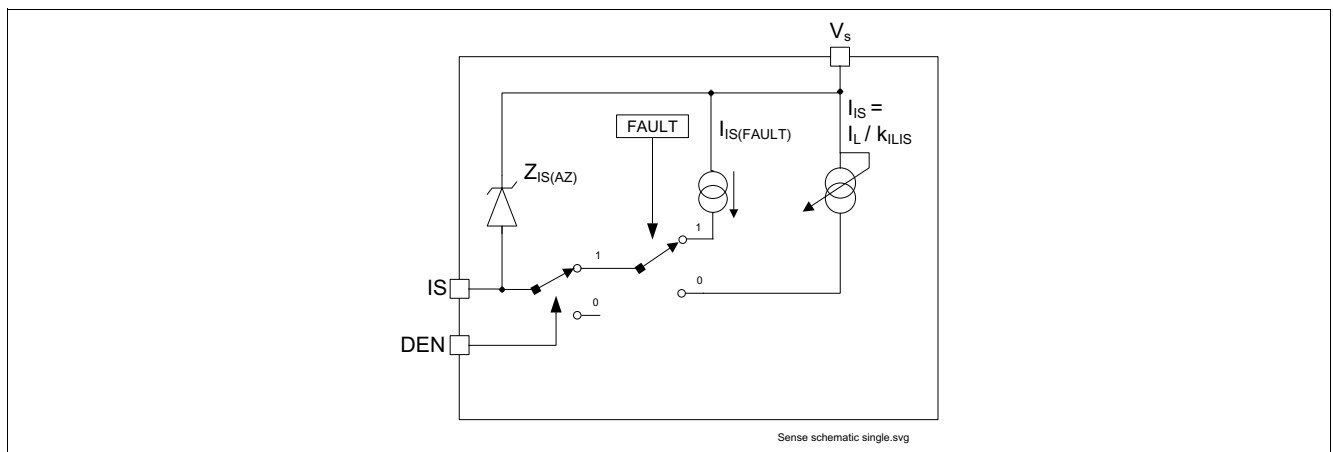 Vs
IIS =
IL / kILIS
FAULT
IIS(FAULT)
ZIS(AZ)
1
1
0
IS
0
DEN
Sense schematic single.svg